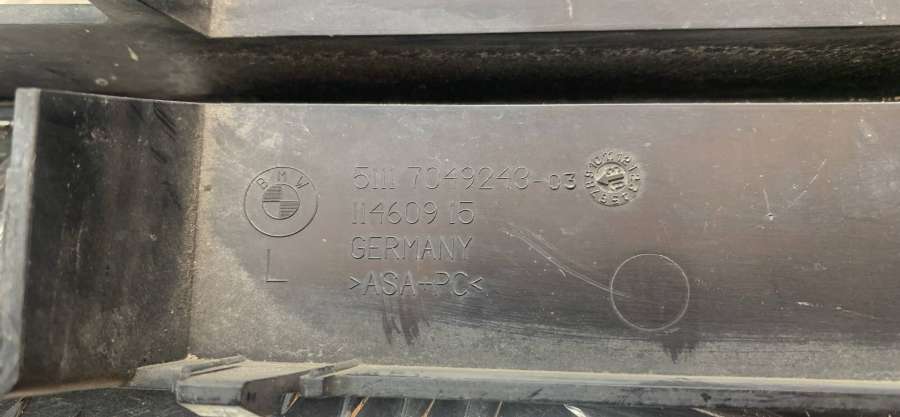 BMW
5111 7049243-03
11460915
GERMANY
>ASA-PC<
L